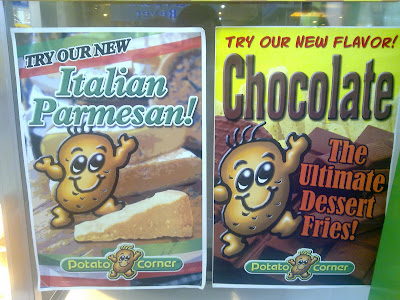 TRY OUR NEW
Italian
Parmesan!
Potato Corner
TRY OUR NEW FLAVOR!
Chocolate
The
Ultimate
Dessert
Fries!
Potato Corner